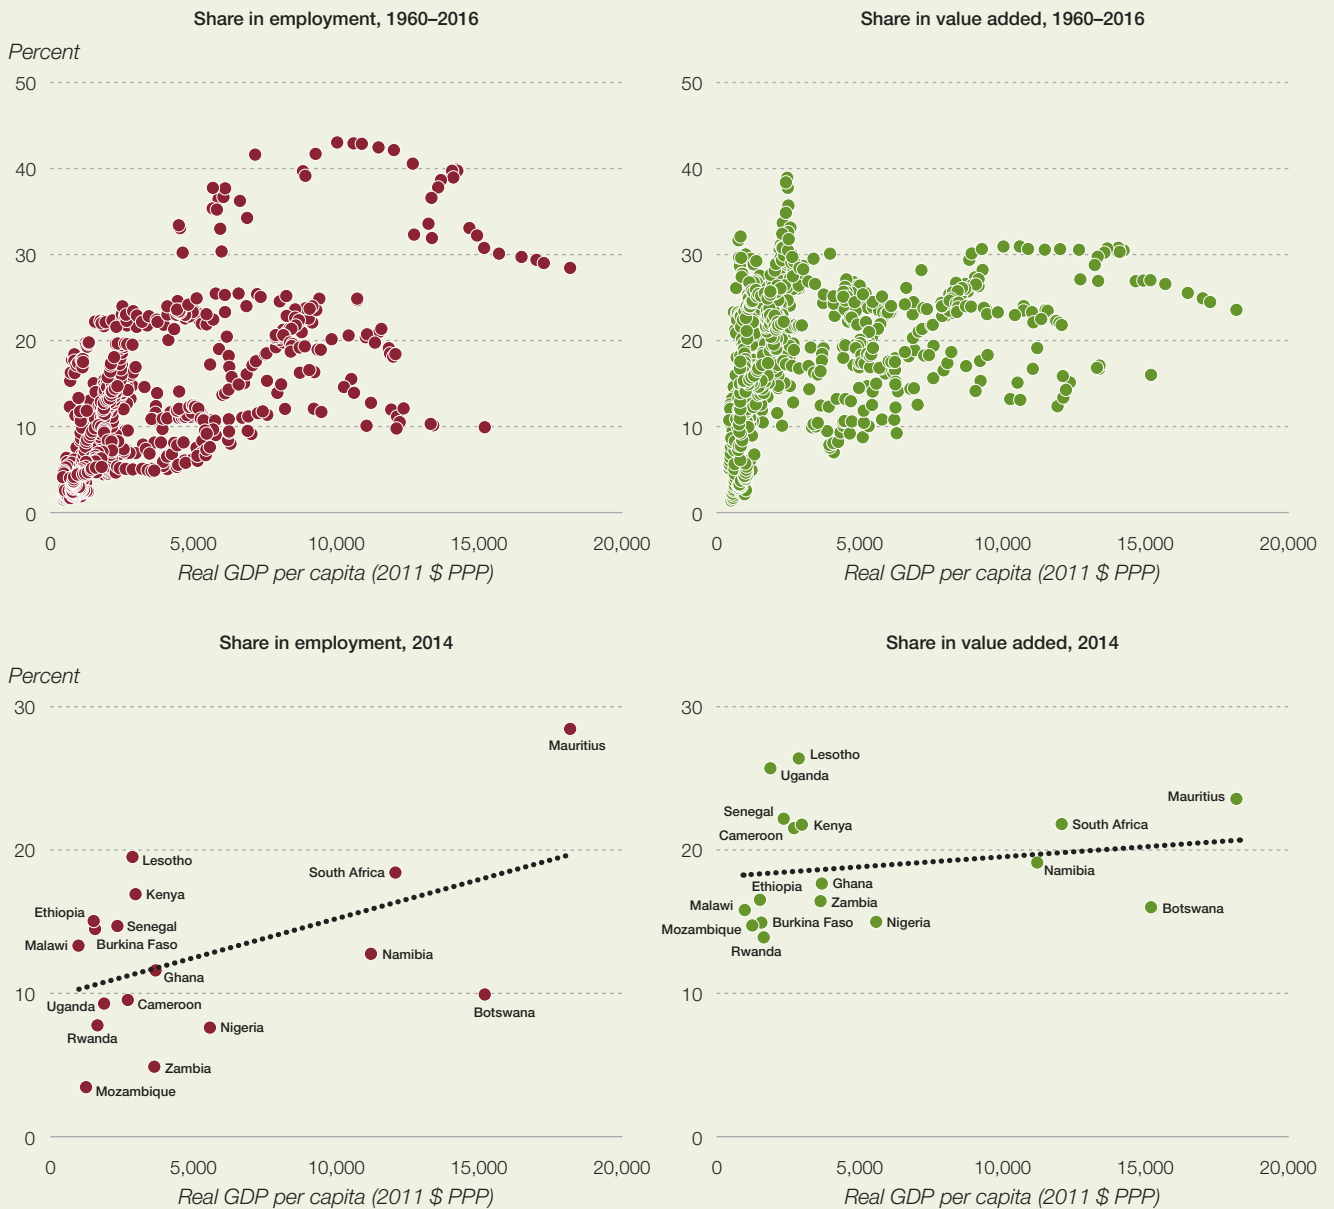 Share in employment, 1960–2016
Percent
50
40
30
20
10
0
0 5,000 10,000 15,000 20,000
Real GDP per capita (2011 $ PPP)
Share in value added, 1960–2016
50
40
30
20
10
0
0 5,000 10,000 15,000 20,000
Real GDP per capita (2011 $ PPP)
Share in employment, 2014
Percent
30
20
10
0
Mauritius
Lesotho
South Africa
Kenya
Ethiopia
Senegal
Malawi
Burkina Faso
Namibia
Ghana
Uganda
Cameroon
Botswana
Rwanda
Nigeria
Zambia
Mozambique
0 5,000 10,000 15,000 20,000
Real GDP per capita (2011 $ PPP)
Share in value added, 2014
30
20
10
0
Lesotho
Uganda
Mauritius
Senegal
Kenya
South Africa
Cameroon
Namibia
Ethiopia
Ghana
Malawi
Zambia
Botswana
Mozambique
Burkina Faso
Nigeria
Rwanda
0 5,000 10,000 15,000 20,000
Real GDP per capita (2011 $ PPP)